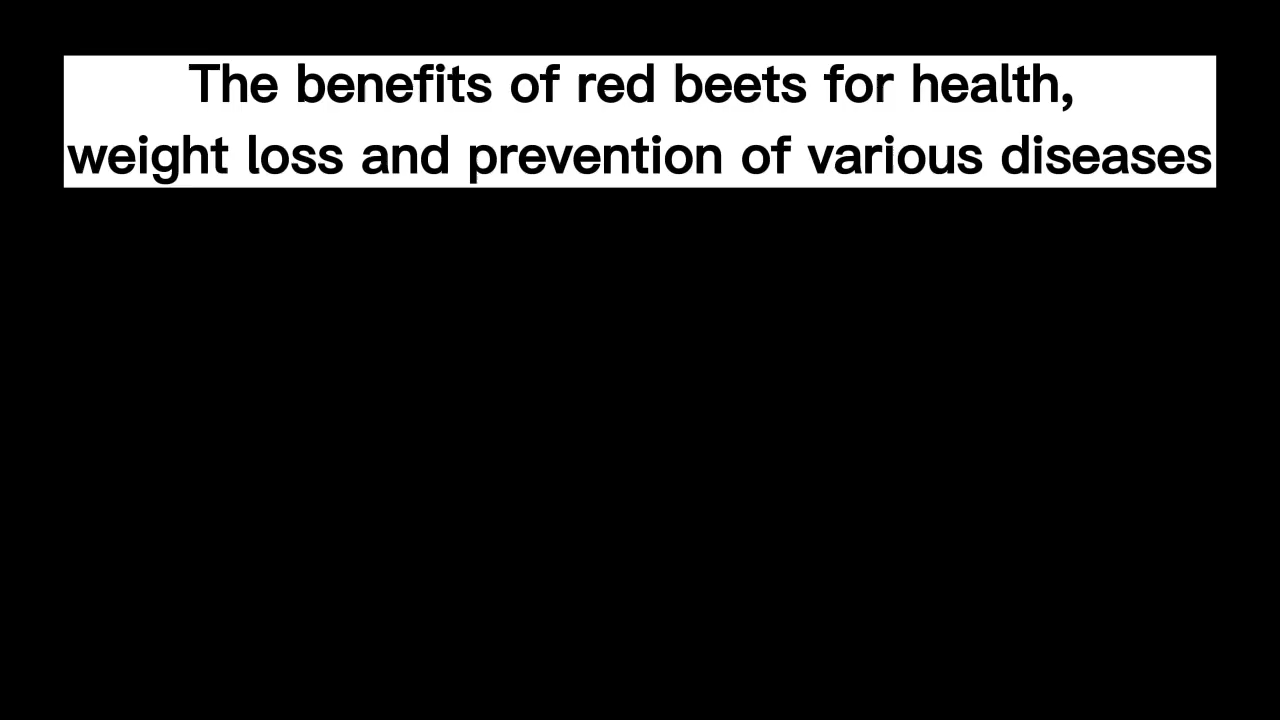 The benefits of red beets for health,
weight loss and prevention of various diseases